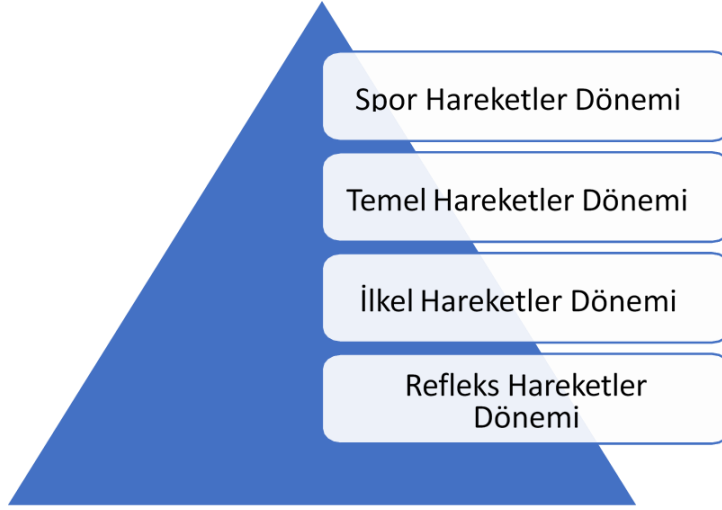 Spor Hareketler Dönemi
Temel Hareketler Dönemi
İlkel Hareketler Dönemi
Refleks Hareketler
Dönemi